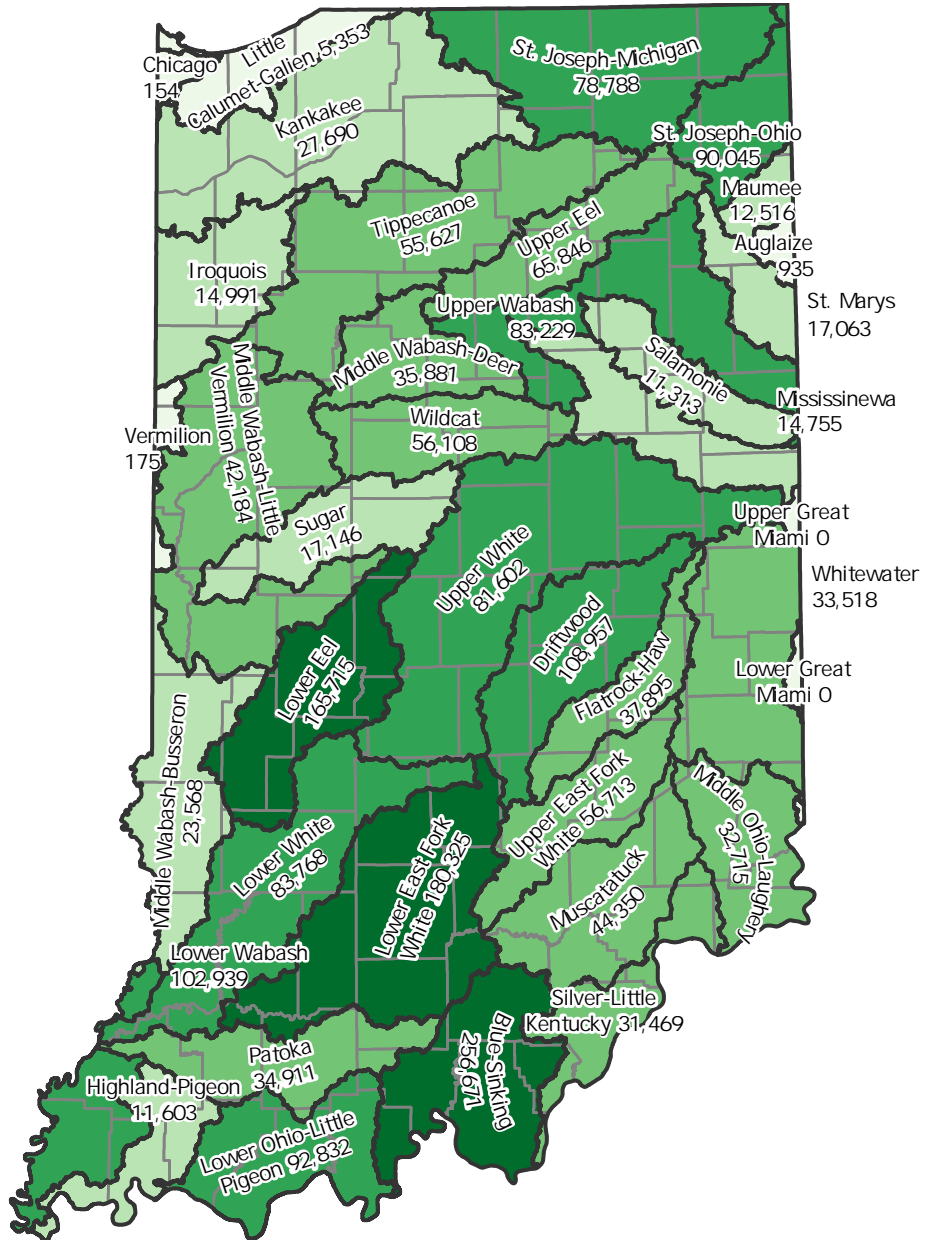 St. Joseph-Michigan
78,788
Little
Calumet-Galien 5,353
Chicago
154
Kankakee
27,690
St. Joseph-Ohio
90,045
Maumee
12,516
Tippecanoe
55,627
Upper Eel
65,846
Auglaize
935
Iroquois
14,991
St. Marys
17,063
Upper Wabash
83,229
Middle Wabash-Deer
35,881
Salamonie
11,313
Mississinewa
14,755
Middle Wabash-Little
Vermilion 42,184
Wildcat
56,108
Vermilion
175
Sugar
17,146
Upper Great
Miami 0
Upper White
81,602
Whitewater
33,518
Driftwood
108,957
Lower Eel
165,715
Flatrock-Haw
37,895
Lower Great
Miami 0
Middle Wabash-Busseron
23,568
Upper East Fork
White 56,713
Middle Ohio-Laughery
32,715
Lower White
83,768
Lower East Fork
White 180,325
Muscatatuck
44,350
Lower Wabash
102,939
Silver-Little
Kentucky 31,469
Blue-Sinking
256,671
Patoka
34,911
Highland-Pigeon
11,603
Lower Ohio-Little
Pigeon 92,832